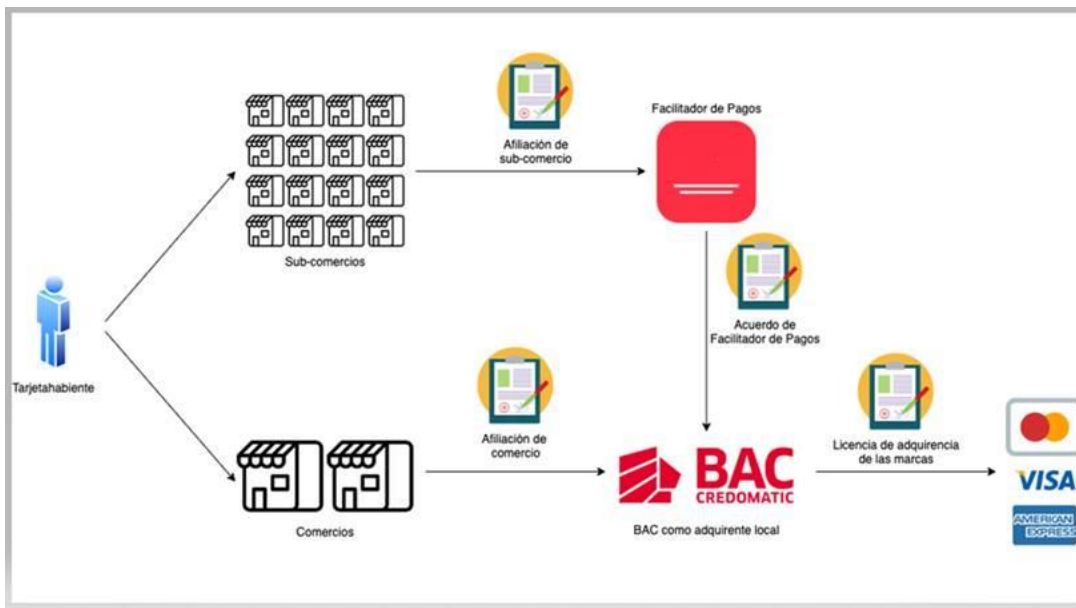 Facilitador de Pagos
Afiliación de
sub-comercio
Sub-comercios
Acuerdo de
Facilitador de Pagos
Tarjetahabiente
Afiliación de
comercio
Licencia de adquirencia
de las marcas
BAC
CREDOMATIC
VISA
AMERICAN
EXPRESS
Comercios
BAC como adquirente local